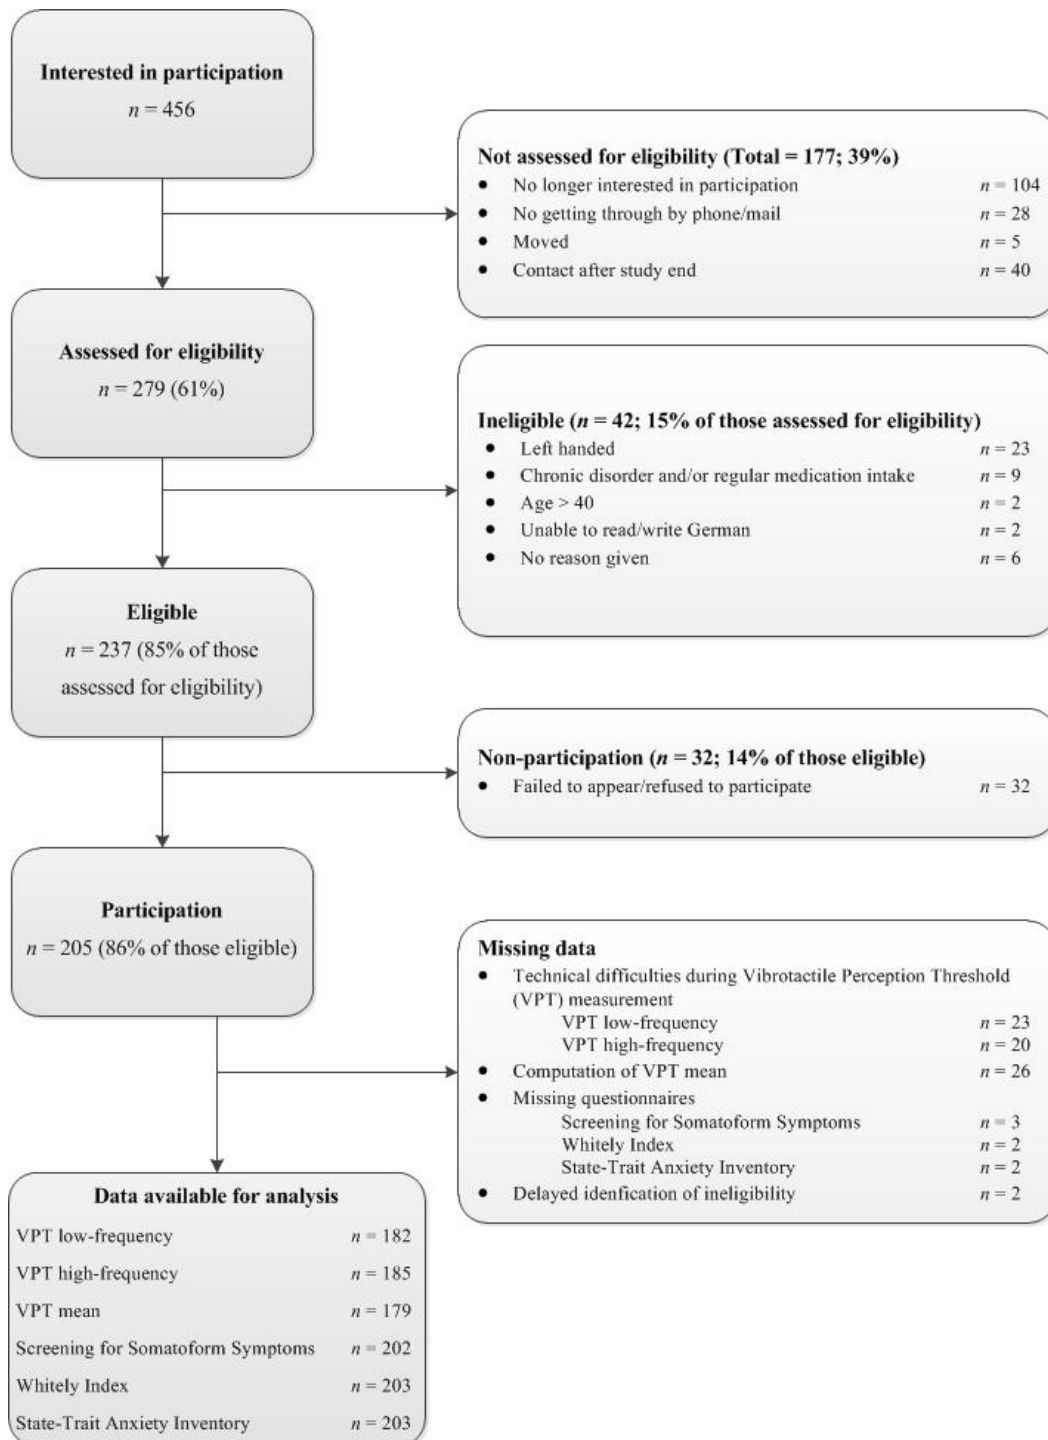 Interested in participation
n = 456
Not assessed for eligibility (Total = 177; 39%)
• No longer interested in participation n = 104
• No getting through by phone/mail n = 28
• Moved n = 5
• Contact after study end n = 40
Assessed for eligibility
n = 279 (61%)
Ineligible (n = 42; 15% of those assessed for eligibility)
• Left handed n = 23
• Chronic disorder and/or regular medication intake n = 9
• Age > 40 n = 2
• Unable to read/write German n = 2
• No reason given n = 6
Eligible
n = 237 (85% of those
assessed for eligibility)
Non-participation (n = 32; 14% of those eligible)
• Failed to appear/refused to participate n = 32
Participation
n = 205 (86% of those eligible)
Missing data
• Technical difficulties during Vibrotactile Perception Threshold
(VPT) measurement
VPT low-frequency n = 23
VPT high-frequency n = 20
• Computation of VPT mean n = 26
• Missing questionnaires
Screening for Somatoform Symptoms n = 3
Whitely Index n = 2
State-Trait Anxiety Inventory n = 2
• Delayed idenfication of ineligibility n = 2
Data available for analysis
VPT low-frequency n = 182
VPT high-frequency n = 185
VPT mean n = 179
Screening for Somatoform Symptoms n = 202
Whitely Index n = 203
State-Trait Anxiety Inventory n = 203